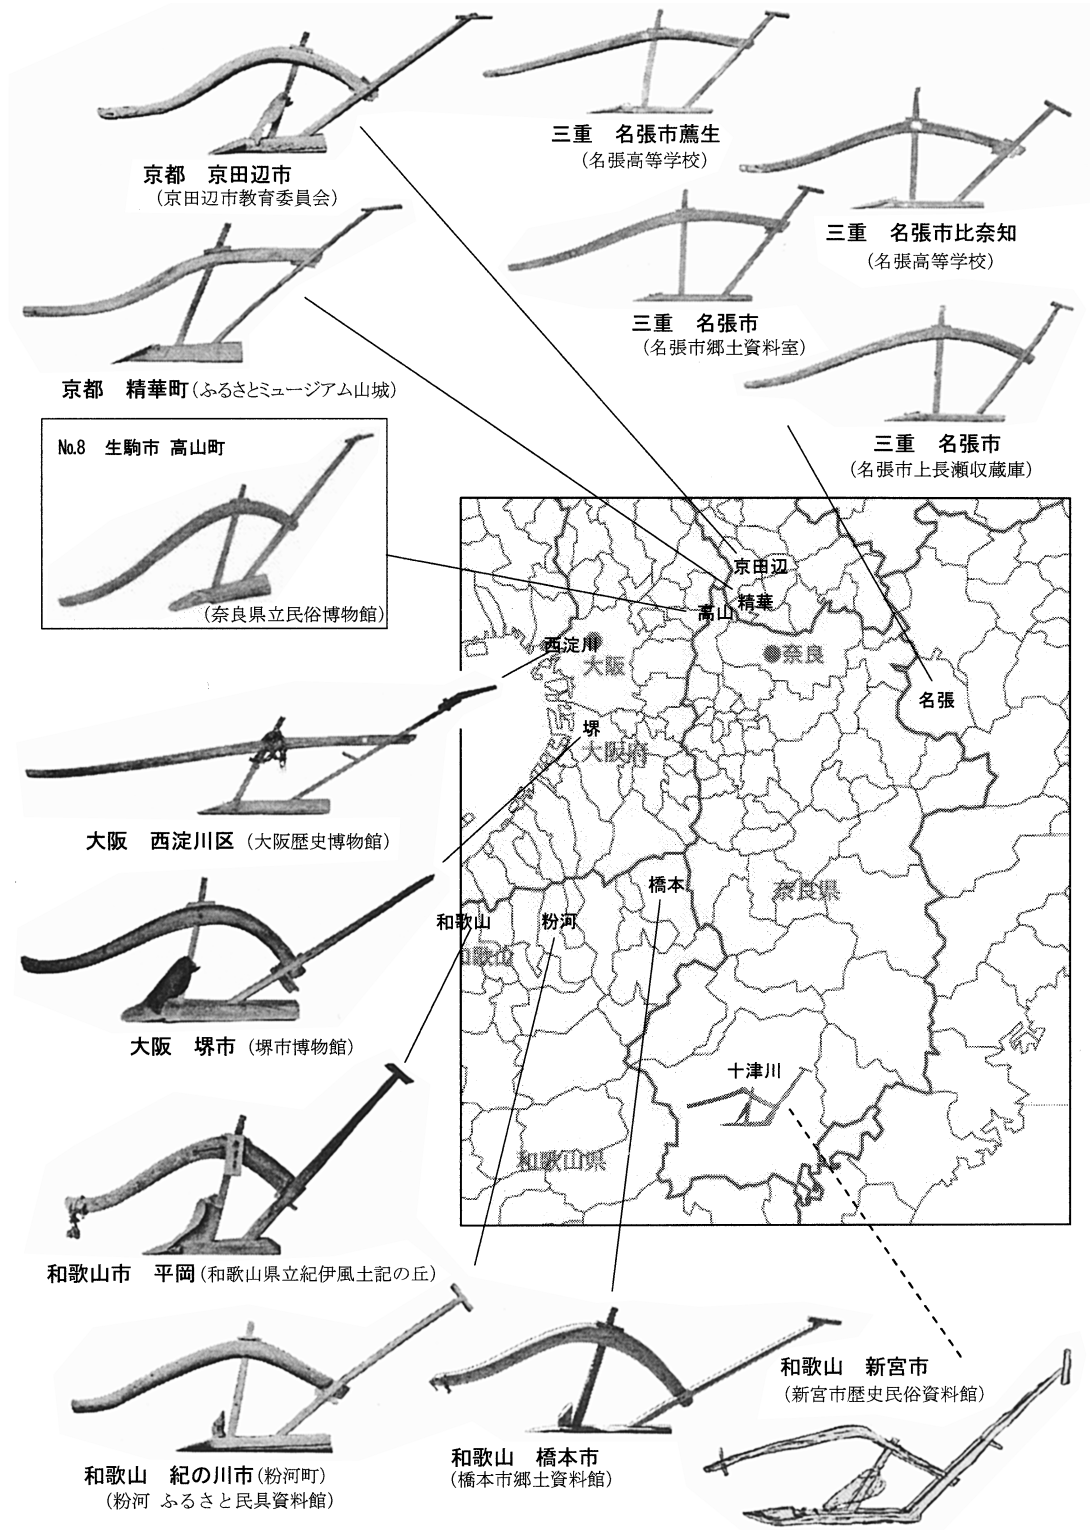 京都　京田辺市
（京田辺市教育委員会）
三重　名張市薦生
（名張高等学校）
三重　名張市比奈知
（名張高等学校）
三重　名張市
（名張市郷土資料室）
京都　精華町（ふるさとミュージアム山城）
三重　名張市
（名張市上長瀬収蔵庫）
№8　生駒市 高山町
（奈良県立民俗博物館）
京田辺
精華
高山
西淀川
大阪
奈良
名張
堺
大阪府
大阪　西淀川区（大阪歴史博物館）
橋本
奈良県
和歌山
粉河
和歌山
大阪　堺市（堺市博物館）
十津川
和歌山県
和歌山市　平岡（和歌山県立紀伊風土記の丘）
和歌山　新宮市
（新宮市歴史民俗資料館）
和歌山　橋本市
（橋本市郷土資料館）
和歌山　紀の川市（粉河町）
（粉河 ふるさと民具資料館）